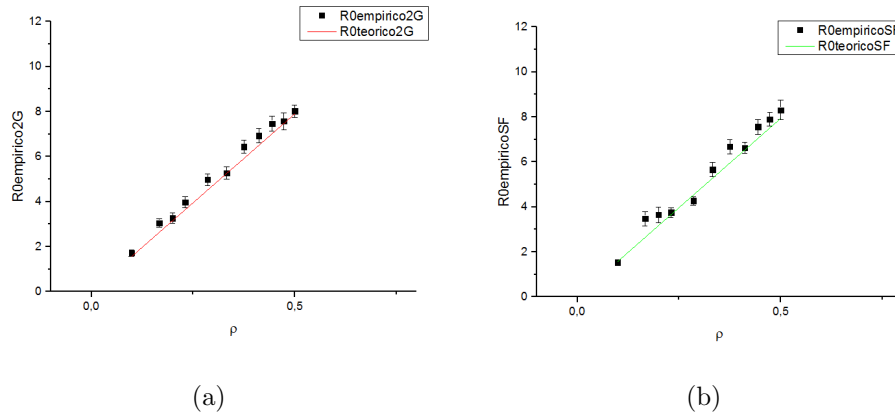 R0empirico2G
R0teorico2G
12
10
8
6
4
2
0
R0empirico2G
0,0
0,5
ρ
(a)
R0empiricoSF
R0teoricoSF
12
10
8
6
4
2
0
R0empiricoSF
0,0
0,5
ρ
(b)